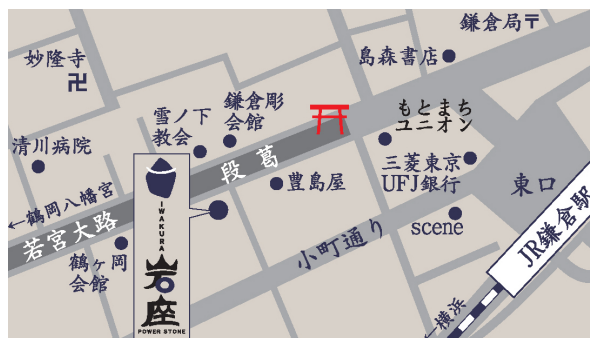 鎌倉局〒
島森書店
妙隆寺
卍
雪ノ下
教会
鎌倉彫
会館
もとまち
ユニオン
清川病院
段葛
三菱東京
UFJ銀行
豊島屋
東口
←鶴岡八幡宮
若宮大路
IWAKURA
岩座
POWER STONE
scene
小町通り
鶴ヶ岡
会館
JR鎌倉駅
←横浜